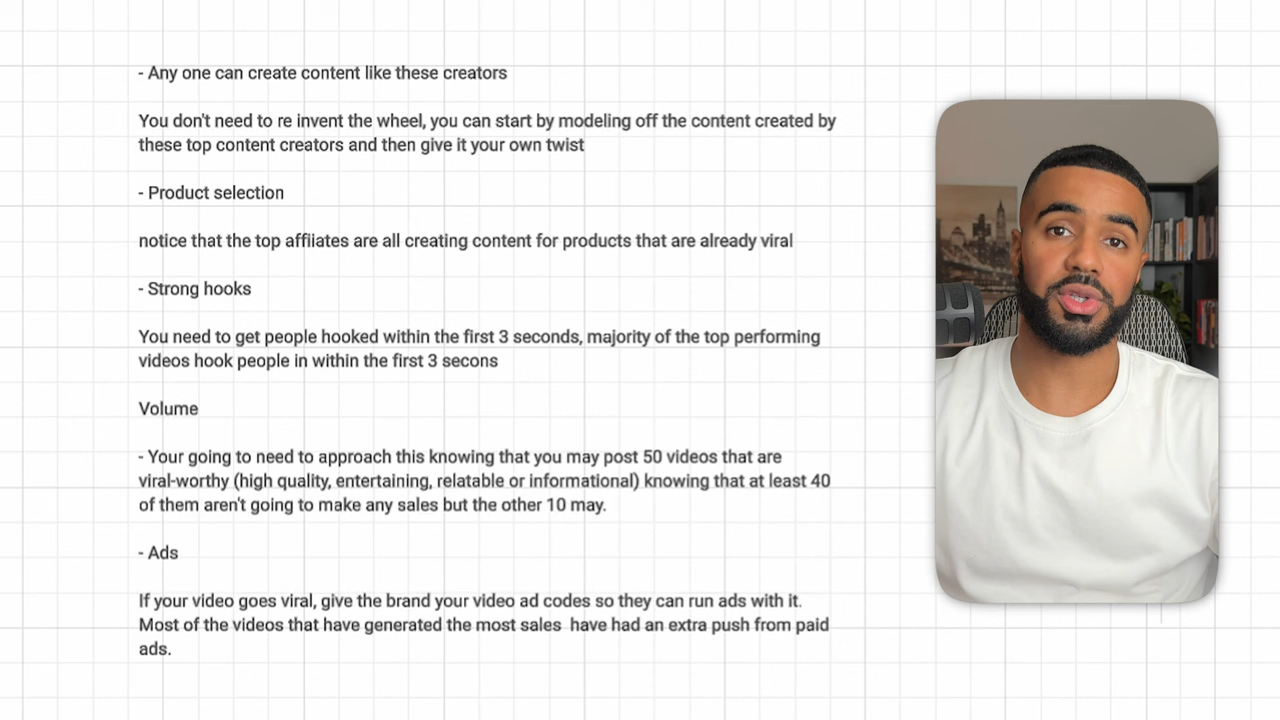 - Any one can create content like these creators
You don't need to re invent the wheel, you can start by modeling off the content created by
these top content creators and then give it your own twist
- Product selection
notice that the top affiiates are all creating content for products that are already viral
- Strong hooks
You need to get people hooked within the first 3 seconds, majority of the top performing
videos hook people in within the first 3 secons
Volume
- Your going to need to approach this knowing that you may post 50 videos that are
viral-worthy (high quality, entertaining, relatable or informational) knowing that at least 40
of them aren't going to make any sales but the other 10 may.
- Ads
If your video goes viral, give the brand your video ad codes so they can run ads with it.
Most of the videos that have generated the most sales  have had an extra push from paid
ads.